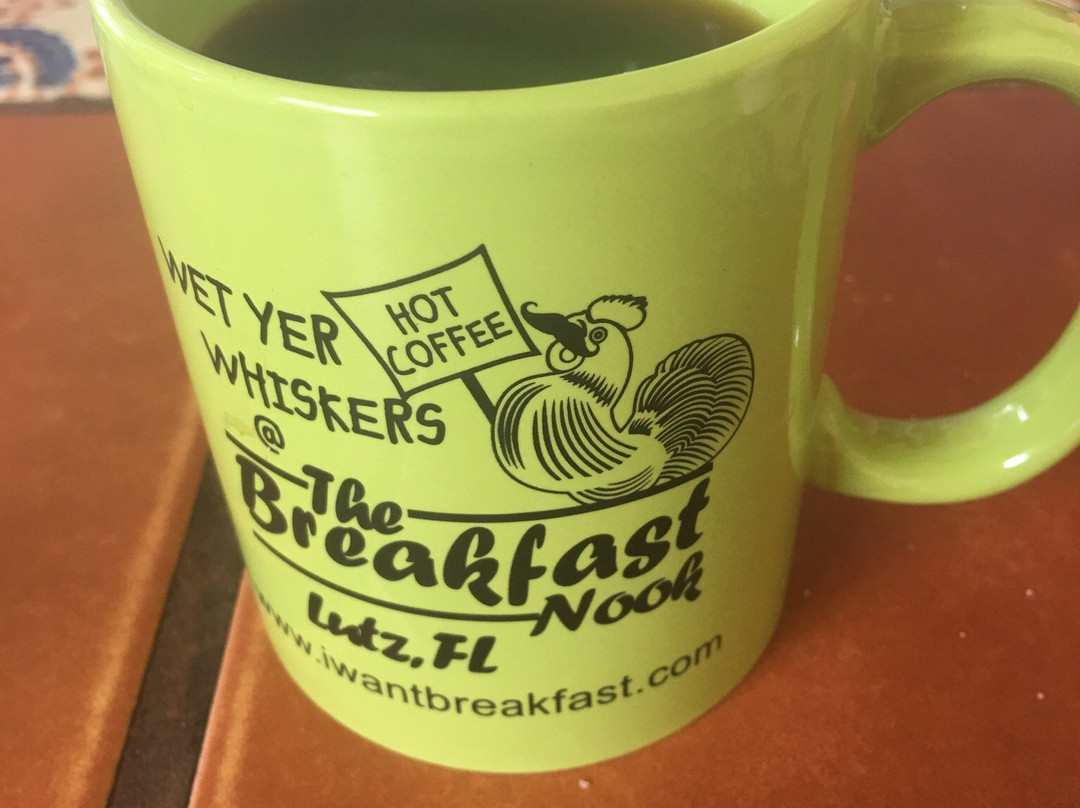 WET YER
WHISKERS
HOT
COFFEE
@
The
Breakfast
Nook
Lutz, FL
www.iwantbreakfast.com